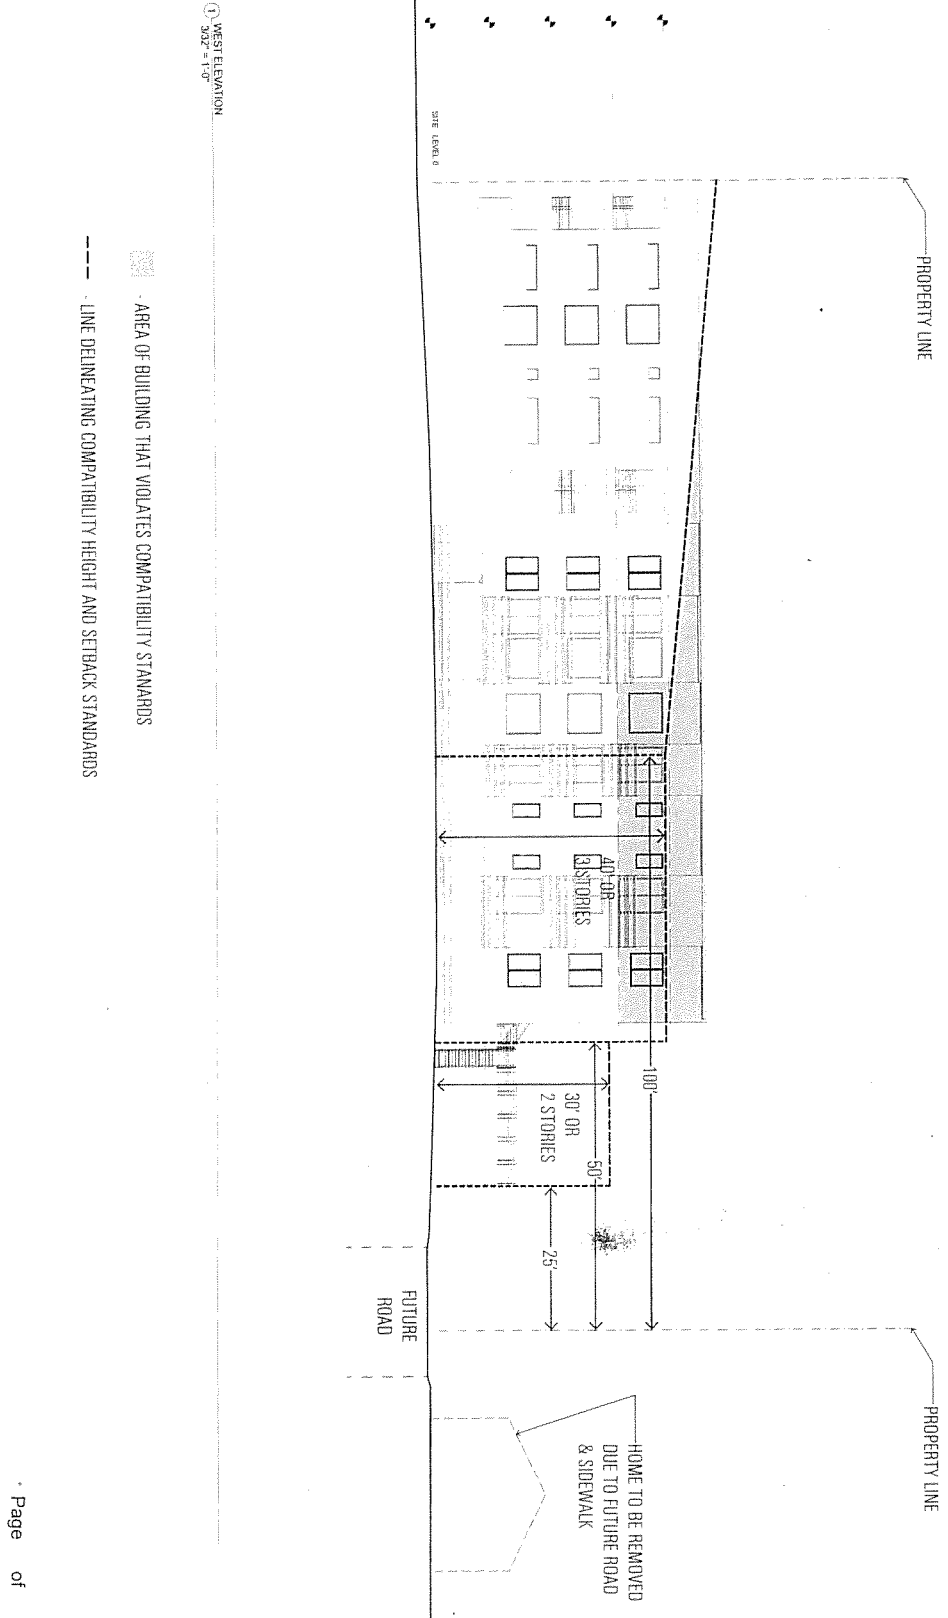 PROPERTY LINE
PROPERTY LINE
HOME TO BE REMOVED
DUE TO FUTURE ROAD
& SIDEWALK
100'
40' OR
3 STORIES
50'
30' OR
2 STORIES
25'
SITE LEVEL 0
FUTURE
ROAD
1 WEST ELEVATION
3/32" = 1'-0"
- AREA OF BUILDING THAT VIOLATES COMPATIBILITY STANARDS
- LINE DELINEATING COMPATIBILITY HEIGHT AND SETBACK STANDARDS
Page of